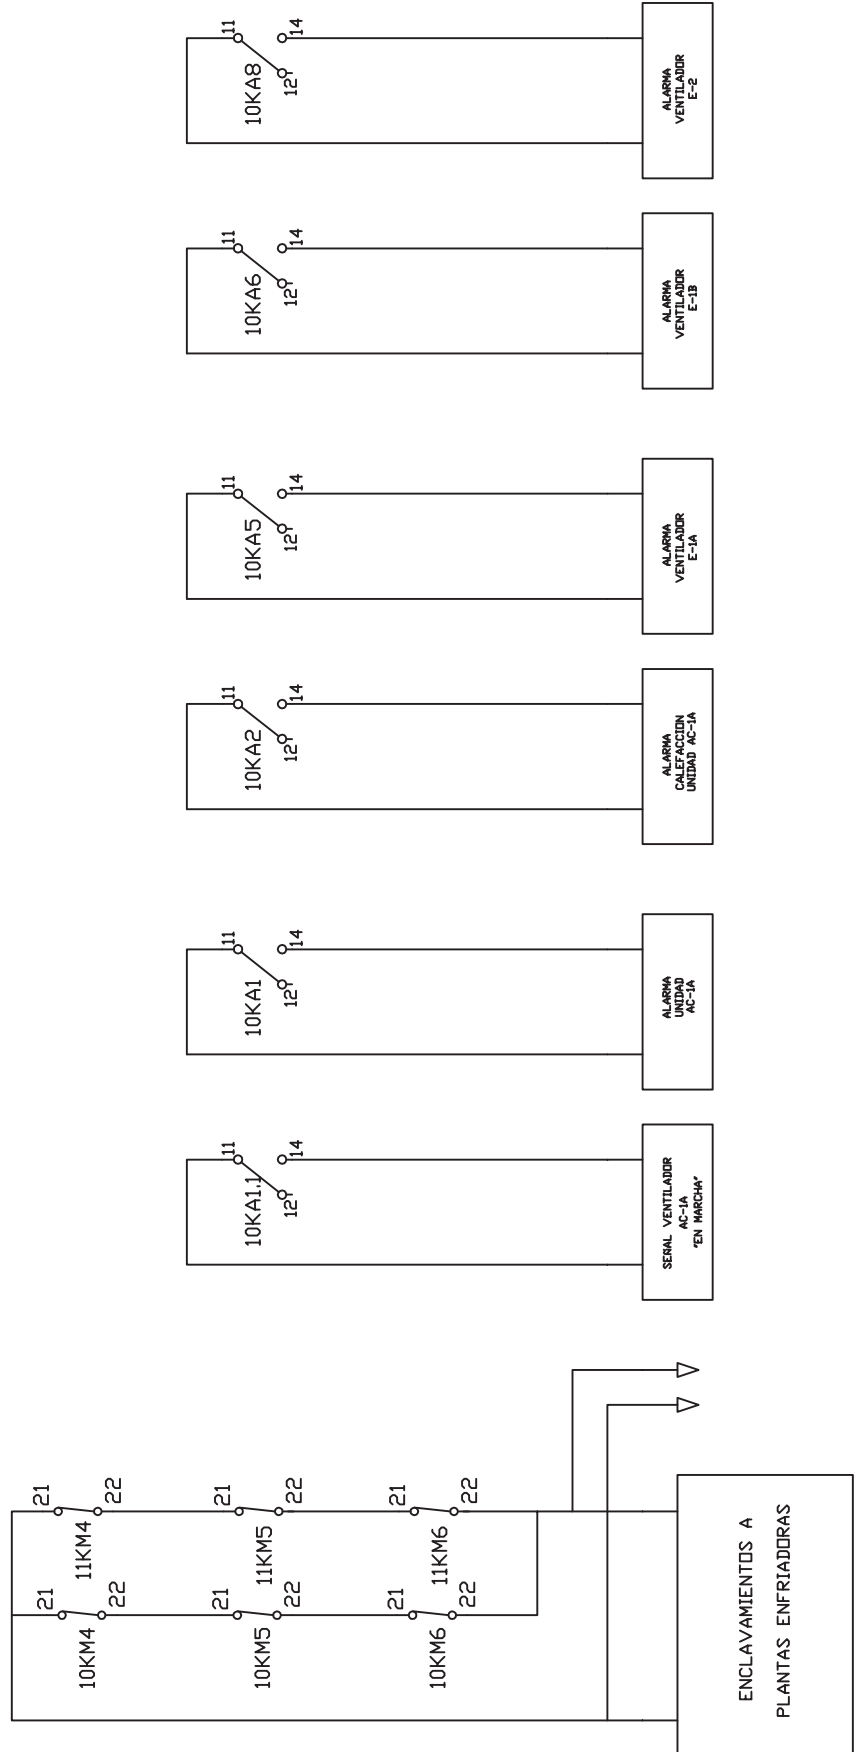 11
14
12
10KA8
ALARMA
VENTILADOR
E-2
11
14
12
10KA6
ALARMA
VENTILADOR
E-1B
11
14
12
10KA5
ALARMA
VENTILADOR
E-1A
11
14
12
10KA2
ALARMA
CALEFACCION
UNIDAD AC-1A
11
14
12
10KA1
ALARMA
UNIDAD
AC-1A
11
14
12
10KA1.1
SEÑAL VENTILADOR
AC-1A
"EN MARCHA"
21
22
11KM4
21
22
11KM5
21
22
11KM6
21
22
10KM4
21
22
10KM5
21
22
10KM6
ENCLAVAMIENTOS A
PLANTAS ENFRIADORAS